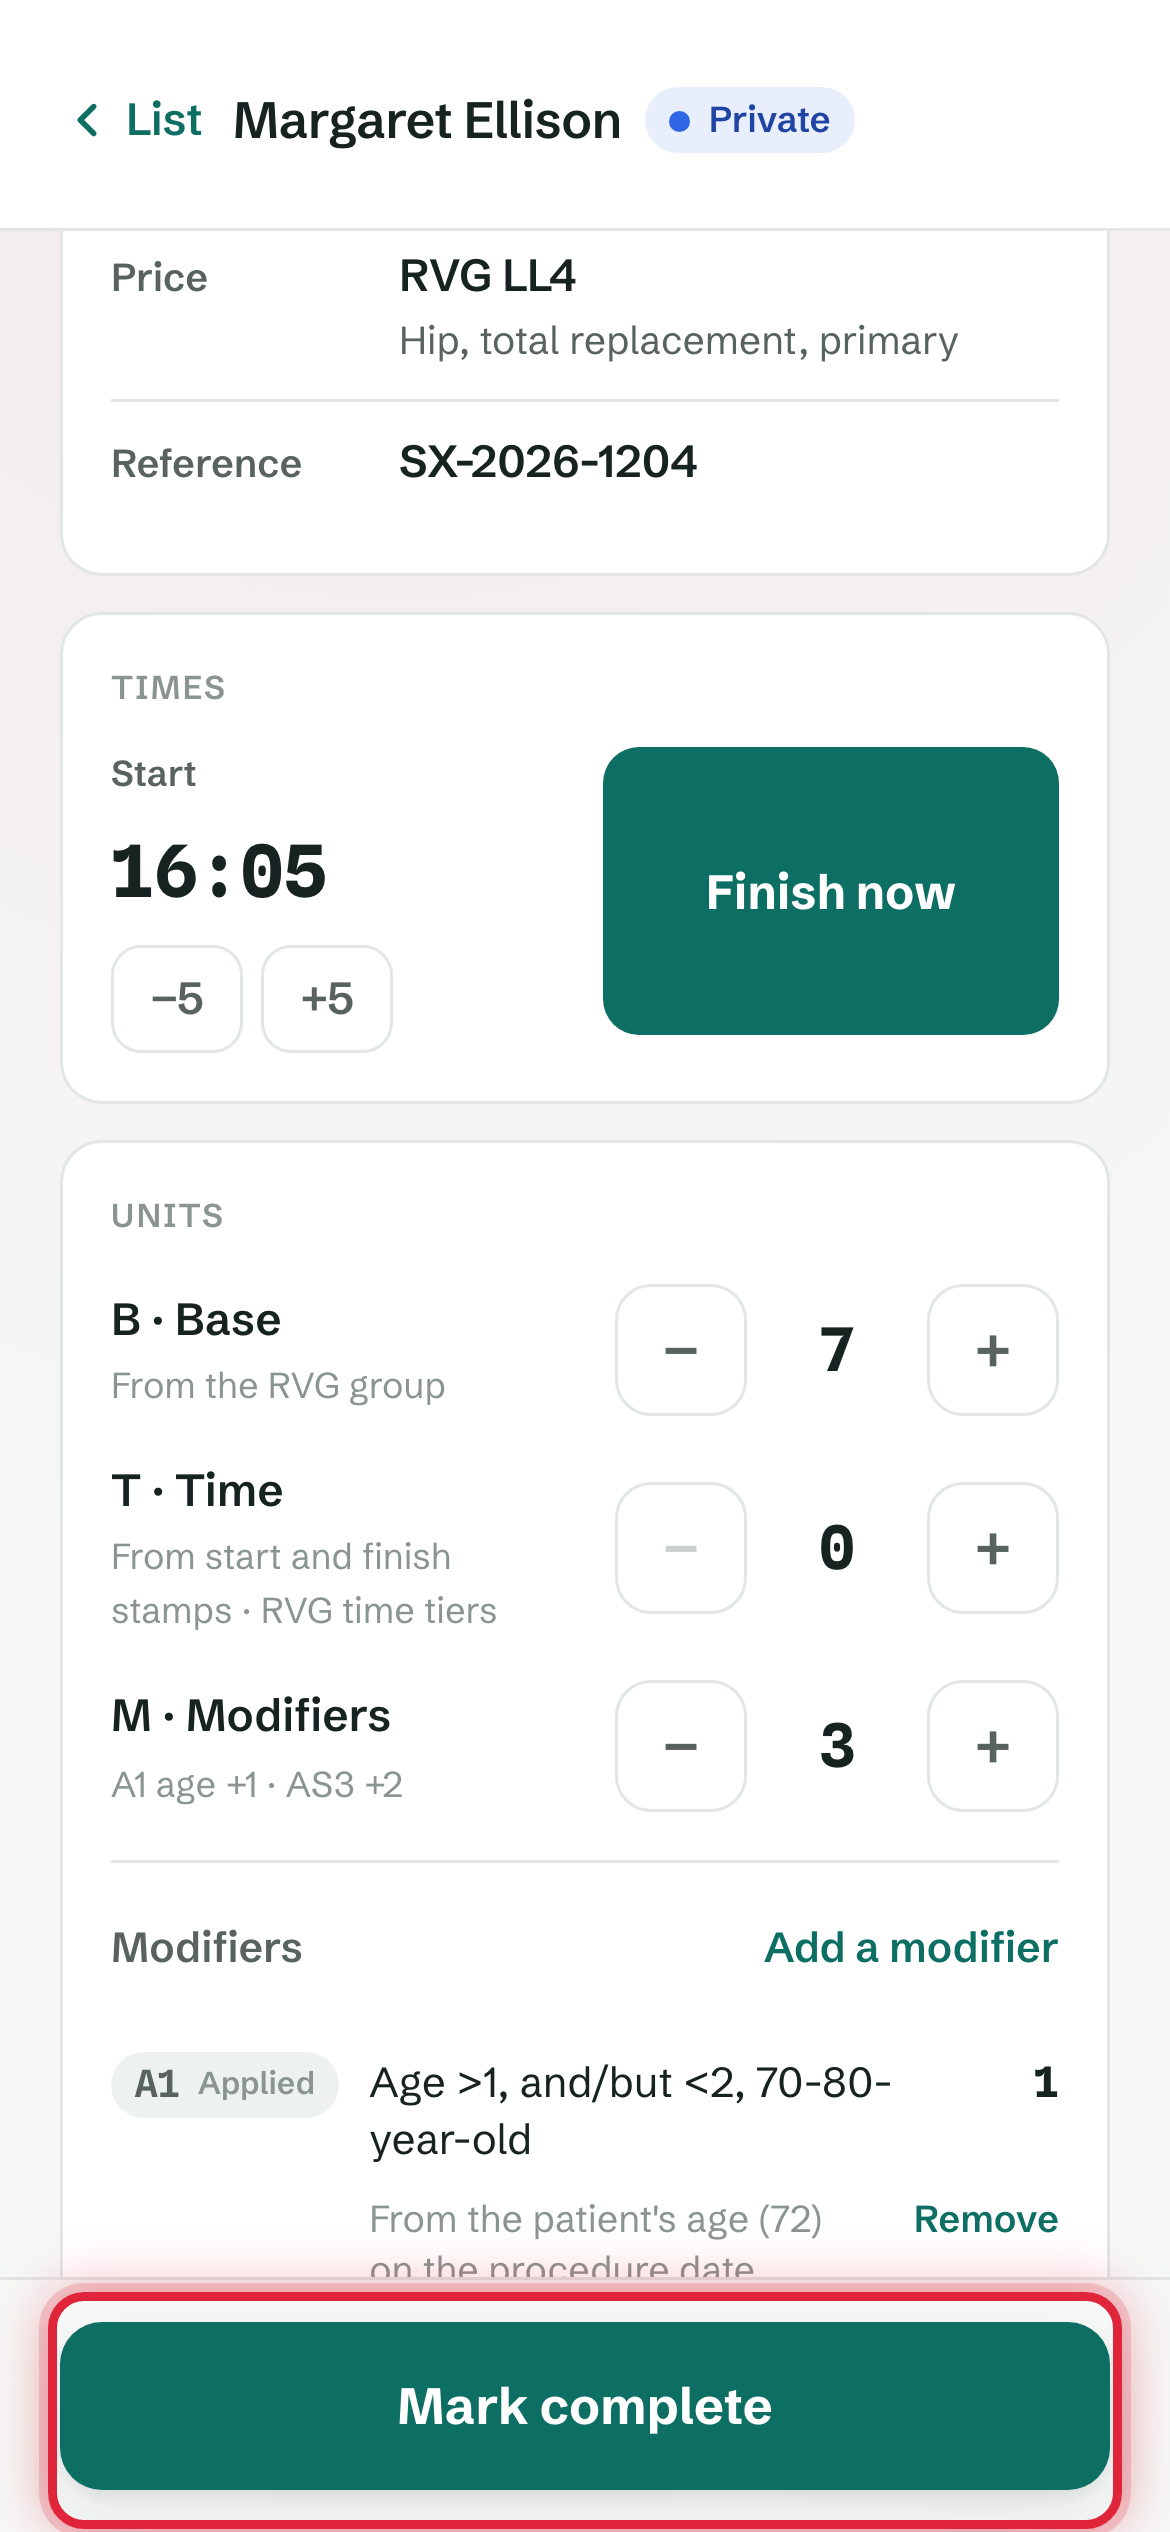 List Margaret Ellison Private
Price RVG LL4
Hip, total replacement, primary
Reference SX-2026-1204
TIMES
Start
16:05
Finish now
−5 +5
UNITS
B · Base
From the RVG group
− 7 +
T · Time
From start and finish
stamps · RVG time tiers
− 0 +
M · Modifiers
A1 age +1 · AS3 +2
− 3 +
Modifiers Add a modifier
A1 Applied Age >1, and/but <2, 70-80- 1
year-old
From the patient's age (72) Remove
on the procedure date
Mark complete